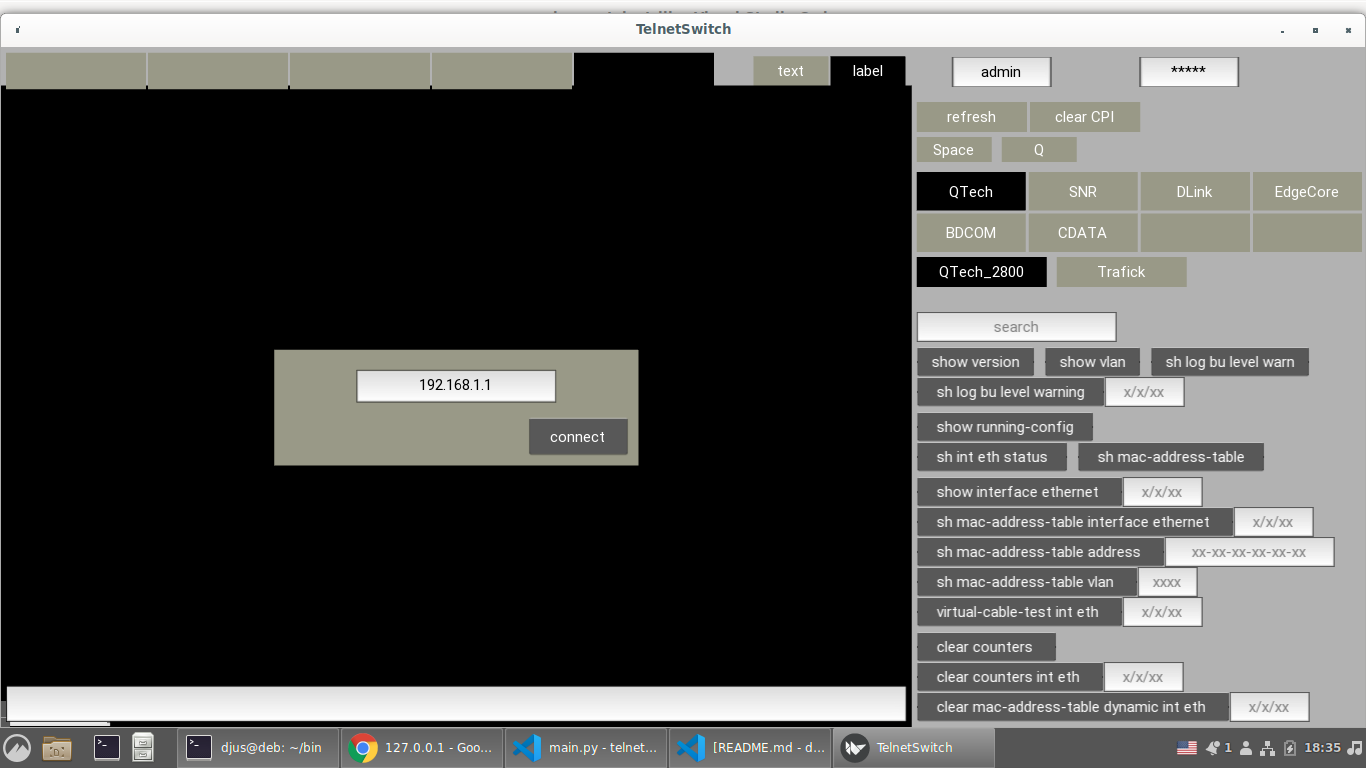 TelnetSwitch
text label admin *****
refresh clear CPI
Space Q
QTech SNR DLink EdgeCore
BDCOM CDATA
QTech_2800 Trafick
search
show version show vlan sh log bu level warn
192.168.1.1
sh log bu level warning x/x/xx
show running-config
connect
sh int eth status sh mac-address-table
show interface ethernet x/x/xx
sh mac-address-table interface ethernet x/x/xx
sh mac-address-table address xx-xx-xx-xx-xx-xx
sh mac-address-table vlan xxxx
virtual-cable-test int eth x/x/xx
clear counters
clear counters int eth x/x/xx
clear mac-address-table dynamic int eth x/x/xx
djus@deb: ~/bin 127.0.0.1 - Goo... main.py - telnet... [README.md - d... TelnetSwitch 1 18:35